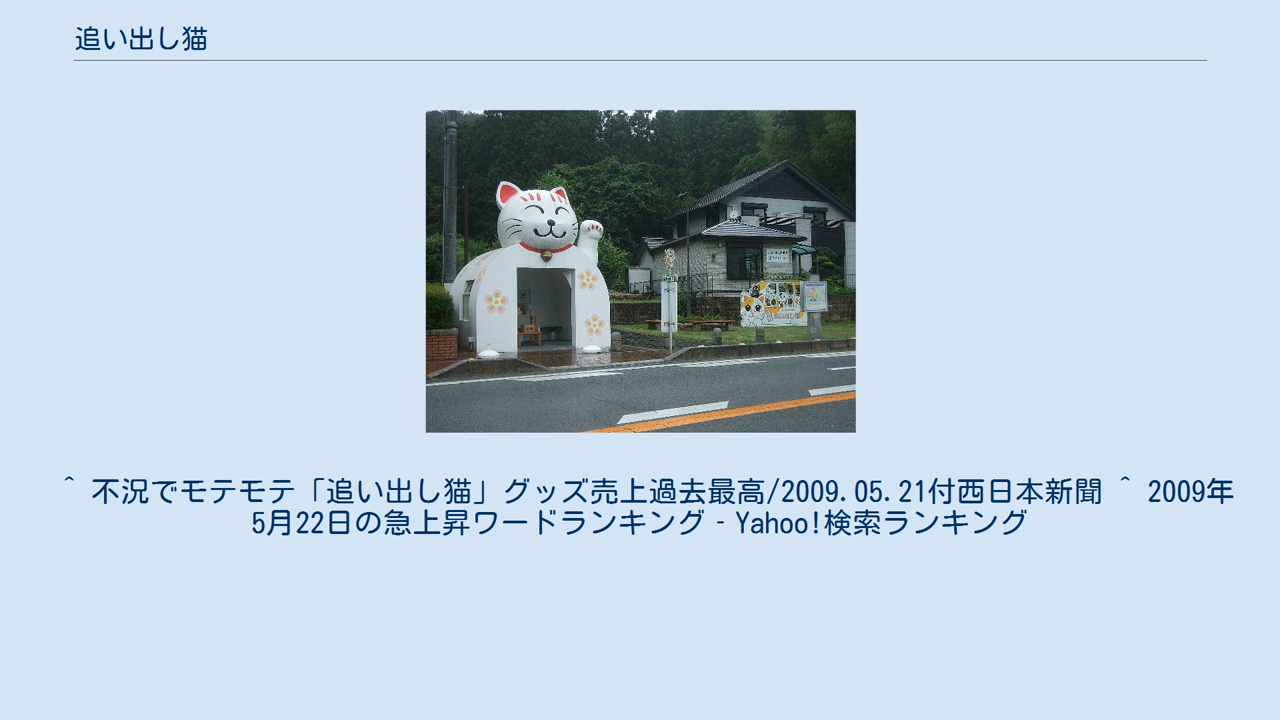 追い出し猫
^ 不況でモテモテ「追い出し猫」グッズ売上過去最高/2009.05.21付西日本新聞 ^ 2009年
5月22日の急上昇ワードランキング - Yahoo!検索ランキング